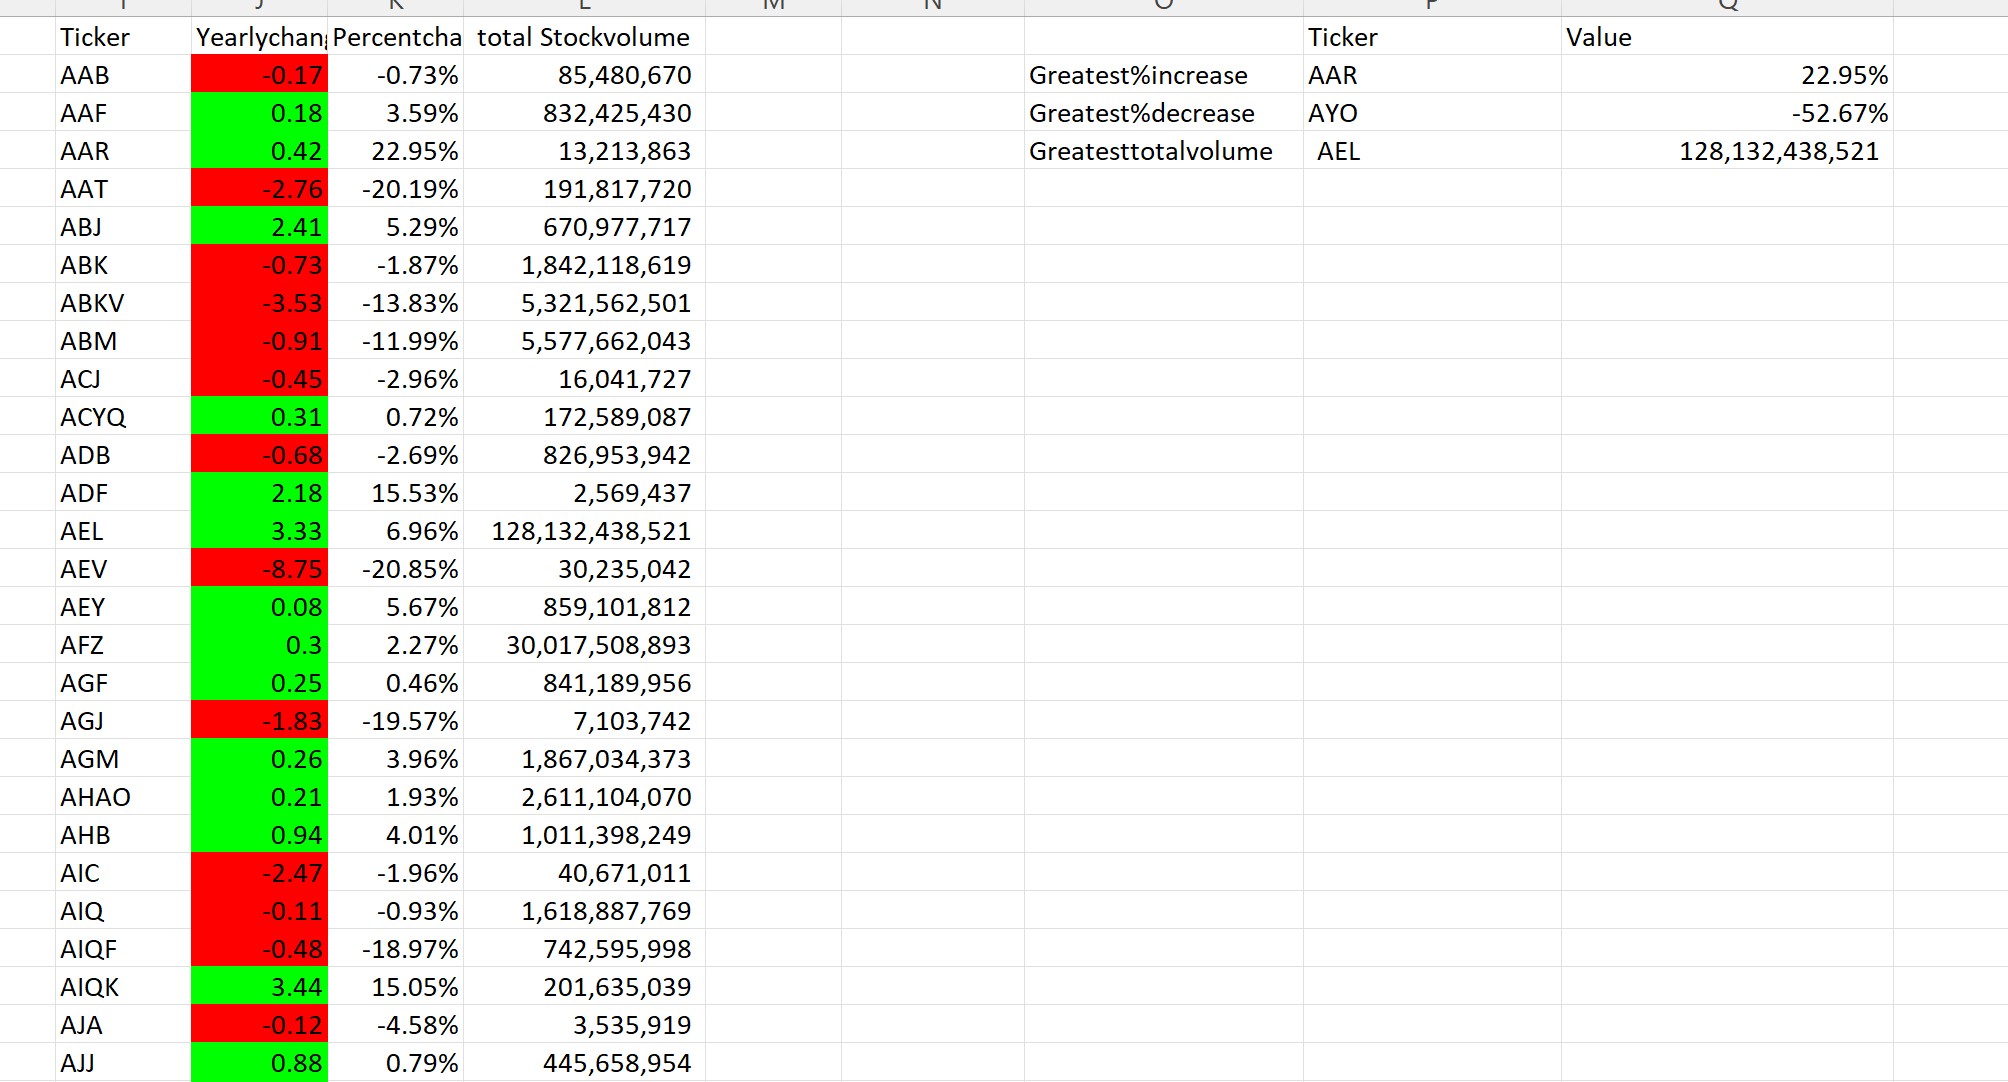 I J K L M N O P Q
Ticker Yearlychang Percentcha total Stockvolume Ticker Value
AAB -0.17 -0.73% 85,480,670 Greatest%increase AAR 22.95%
AAF 0.18 3.59% 832,425,430 Greatest%decrease AYO -52.67%
AAR 0.42 22.95% 13,213,863 Greatesttotalvolume AEL 128,132,438,521
AAT -2.76 -20.19% 191,817,720
ABJ 2.41 5.29% 670,977,717
ABK -0.73 -1.87% 1,842,118,619
ABKV -3.53 -13.83% 5,321,562,501
ABM -0.91 -11.99% 5,577,662,043
ACJ -0.45 -2.96% 16,041,727
ACYQ 0.31 0.72% 172,589,087
ADB -0.68 -2.69% 826,953,942
ADF 2.18 15.53% 2,569,437
AEL 3.33 6.96% 128,132,438,521
AEV -8.75 -20.85% 30,235,042
AEY 0.08 5.67% 859,101,812
AFZ 0.3 2.27% 30,017,508,893
AGF 0.25 0.46% 841,189,956
AGJ -1.83 -19.57% 7,103,742
AGM 0.26 3.96% 1,867,034,373
AHAO 0.21 1.93% 2,611,104,070
AHB 0.94 4.01% 1,011,398,249
AIC -2.47 -1.96% 40,671,011
AIQ -0.11 -0.93% 1,618,887,769
AIQF -0.48 -18.97% 742,595,998
AIQK 3.44 15.05% 201,635,039
AJA -0.12 -4.58% 3,535,919
AJJ 0.88 0.79% 445,658,954